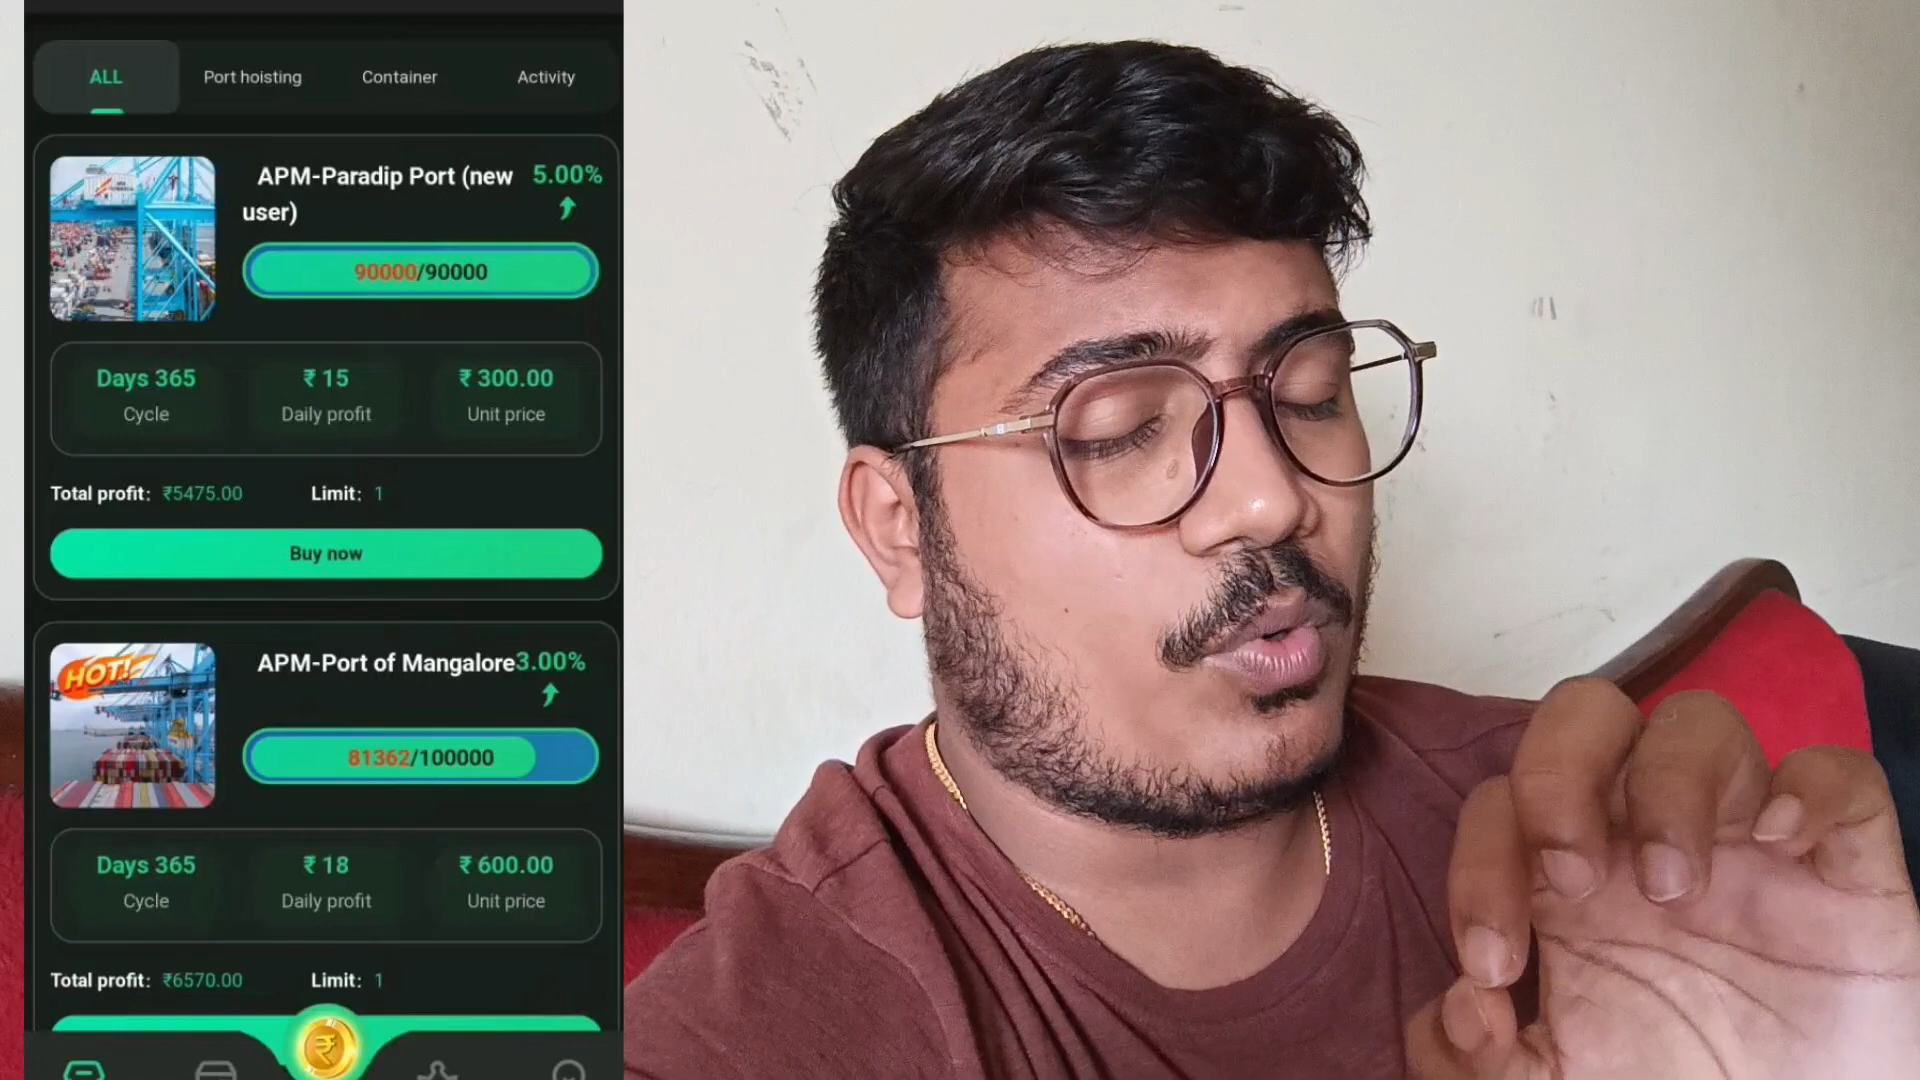 ALL
Port hoisting
Container
Activity
APM-Paradip Port (new
user)
5.00%
90000/90000
Days 365
Cycle
₹ 15
Daily profit
₹ 300.00
Unit price
Total profit: ₹5475.00
Limit: 1
Buy now
HOT!
APM-Port of Mangalore
3.00%
81362/100000
Days 365
Cycle
₹ 18
Daily profit
₹ 600.00
Unit price
Total profit: ₹6570.00
Limit: 1
₹